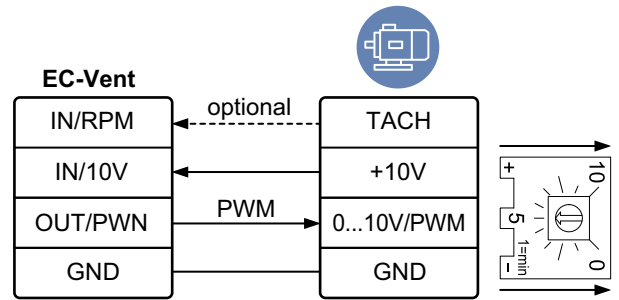 EC-Vent
IN/RPM
optional
TACH
IN/10V
+10V
OUT/PWN
PWM
0...10V/PWM
GND
GND
+
10
5
1=min
-
0